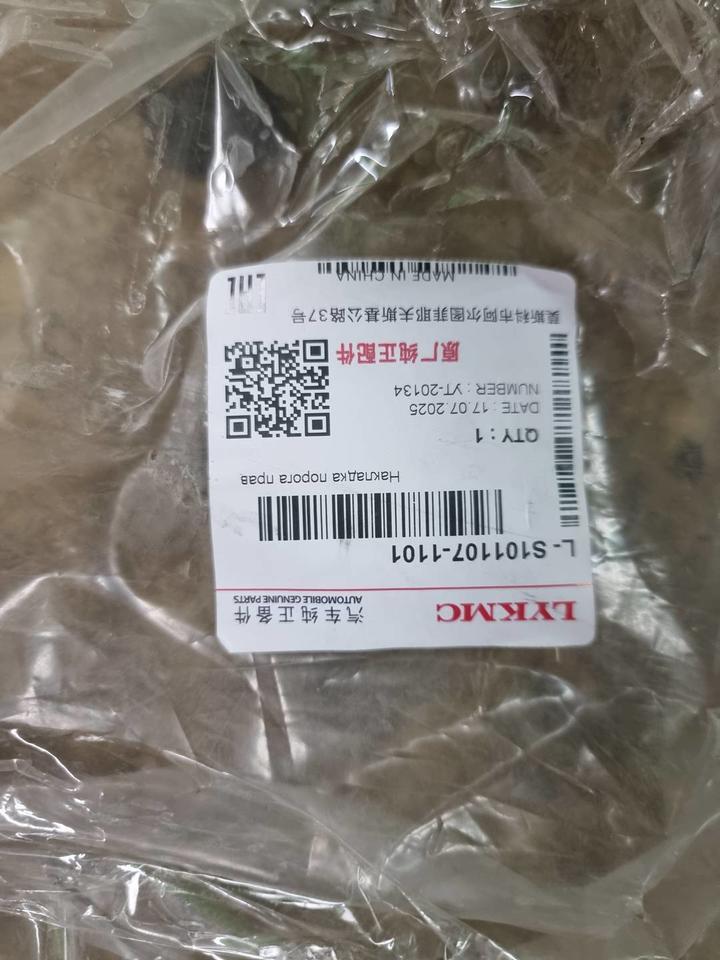 LYKMC
汽车纯正备件
AUTOMOBILE GENUINE PARTS
L-S101107-1101
Накладка порога прав
QTY : 1
DATE : 17.07.2025
NUMBER : YT-20134
原厂纯正配件
莫斯科市阿尔图菲耶夫斯基公路37号
MADE IN CHINA
EAC